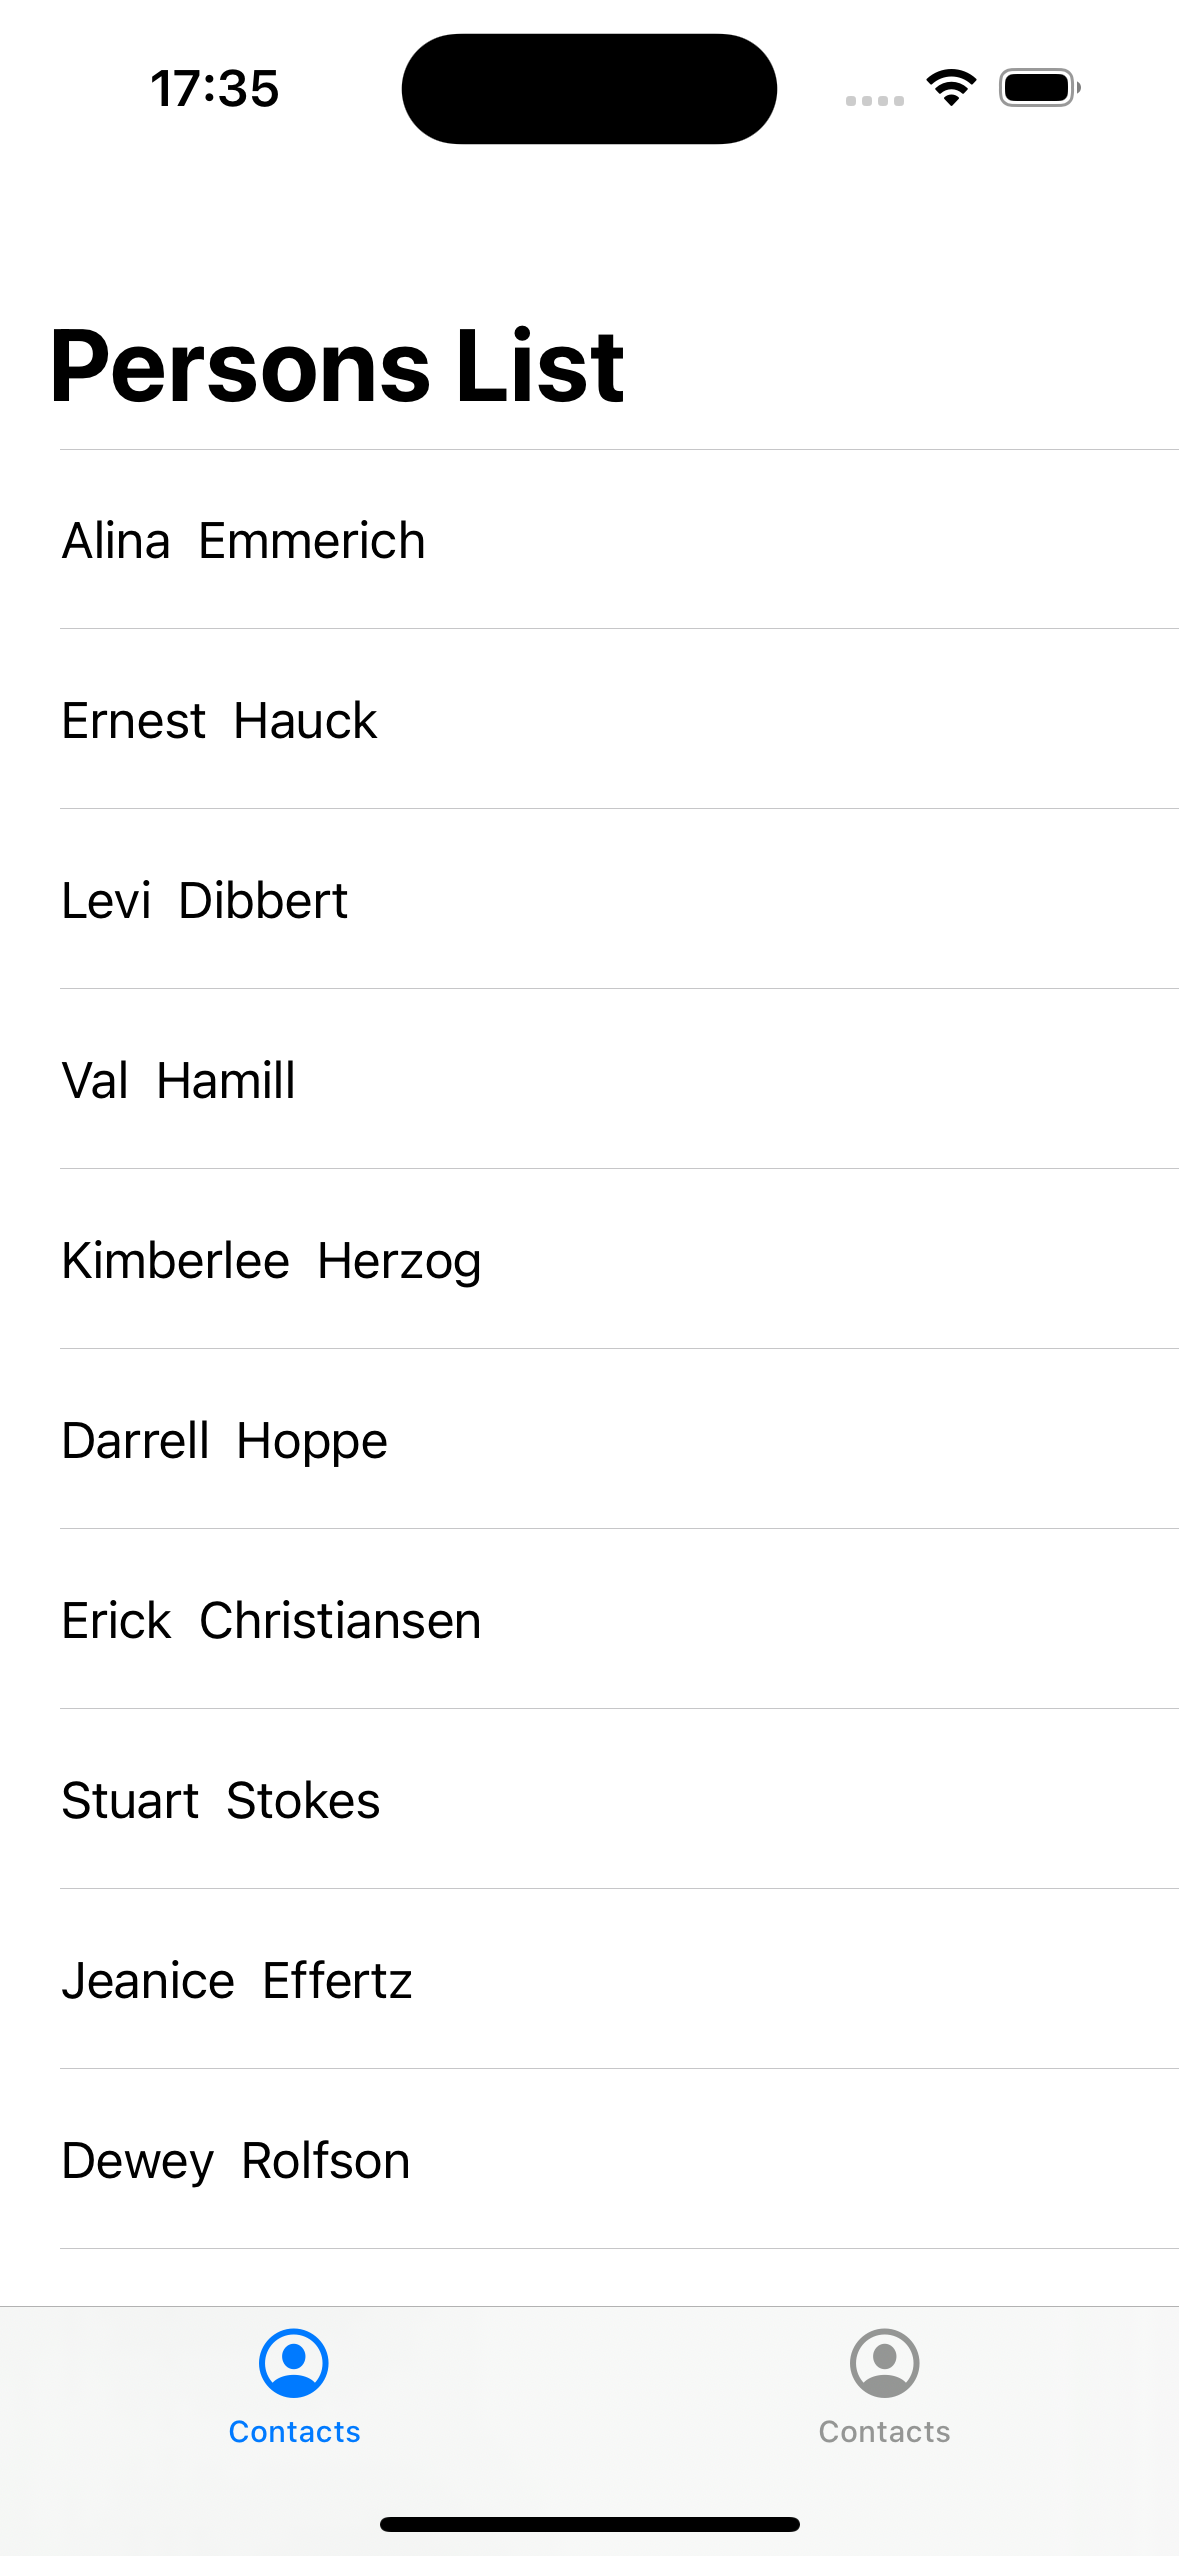 17:35
Persons List
Alina  Emmerich
Ernest  Hauck
Levi  Dibbert
Val  Hamill
Kimberlee  Herzog
Darrell  Hoppe
Erick  Christiansen
Stuart  Stokes
Jeanice  Effertz
Dewey  Rolfson
Contacts
Contacts